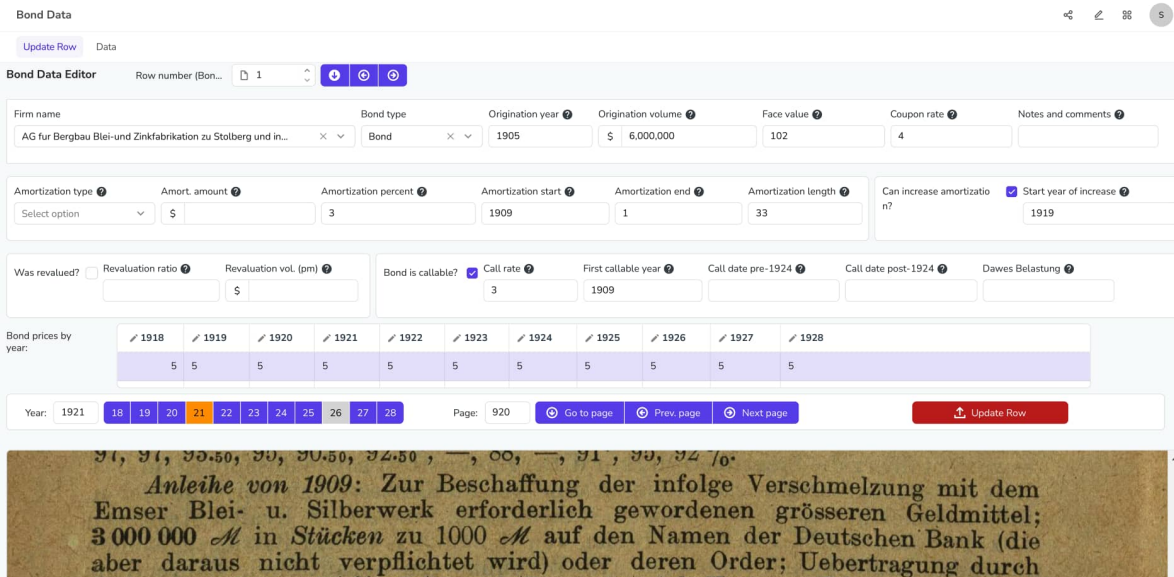 Bond Data
S
Update Row Data
Bond Data Editor Row number (Bon... 1
Firm name Bond type Origination year Origination volume Face value Coupon rate Notes and comments
AG fur Bergbau Blei-und Zinkfabrikation zu Stolberg und in... Bond 1905 $ 6,000,000 102 4
Amortization type Amort. amount Amortization percent Amortization start Amortization end Amortization length Can increase amortizatio n? Start year of increase
Select option $ 3 1909 1 33 1919
Was revalued? Revaluation ratio Revaluation vol. (pm) Bond is callable? Call rate First callable year Call date pre-1924 Call date post-1924 Dawes Belastung
$ 3 1909
Bond prices by year: 1918 1919 1920 1921 1922 1923 1924 1925 1926 1927 1928
5 5 5 5 5 5 5 5 5 5 5
Year: 1921 18 19 20 21 22 23 24 25 26 27 28 Page: 920 Go to page Prev. page Next page Update Row
97, 97, 95.50, 95, 90.50, 92.50, —, —, 91, 95, 92 %.
Anleihe von 1909: Zur Beschaffung der infolge Verschmelzung mit dem
Emser Blei- u. Silberwerk erforderlich gewordenen grösseren Geldmittel;
3 000 000 ℳ in Stücken zu 1000 ℳ auf den Namen der Deutschen Bank (die
aber daraus nicht verpflichtet wird) oder deren Order; Uebertragung durch